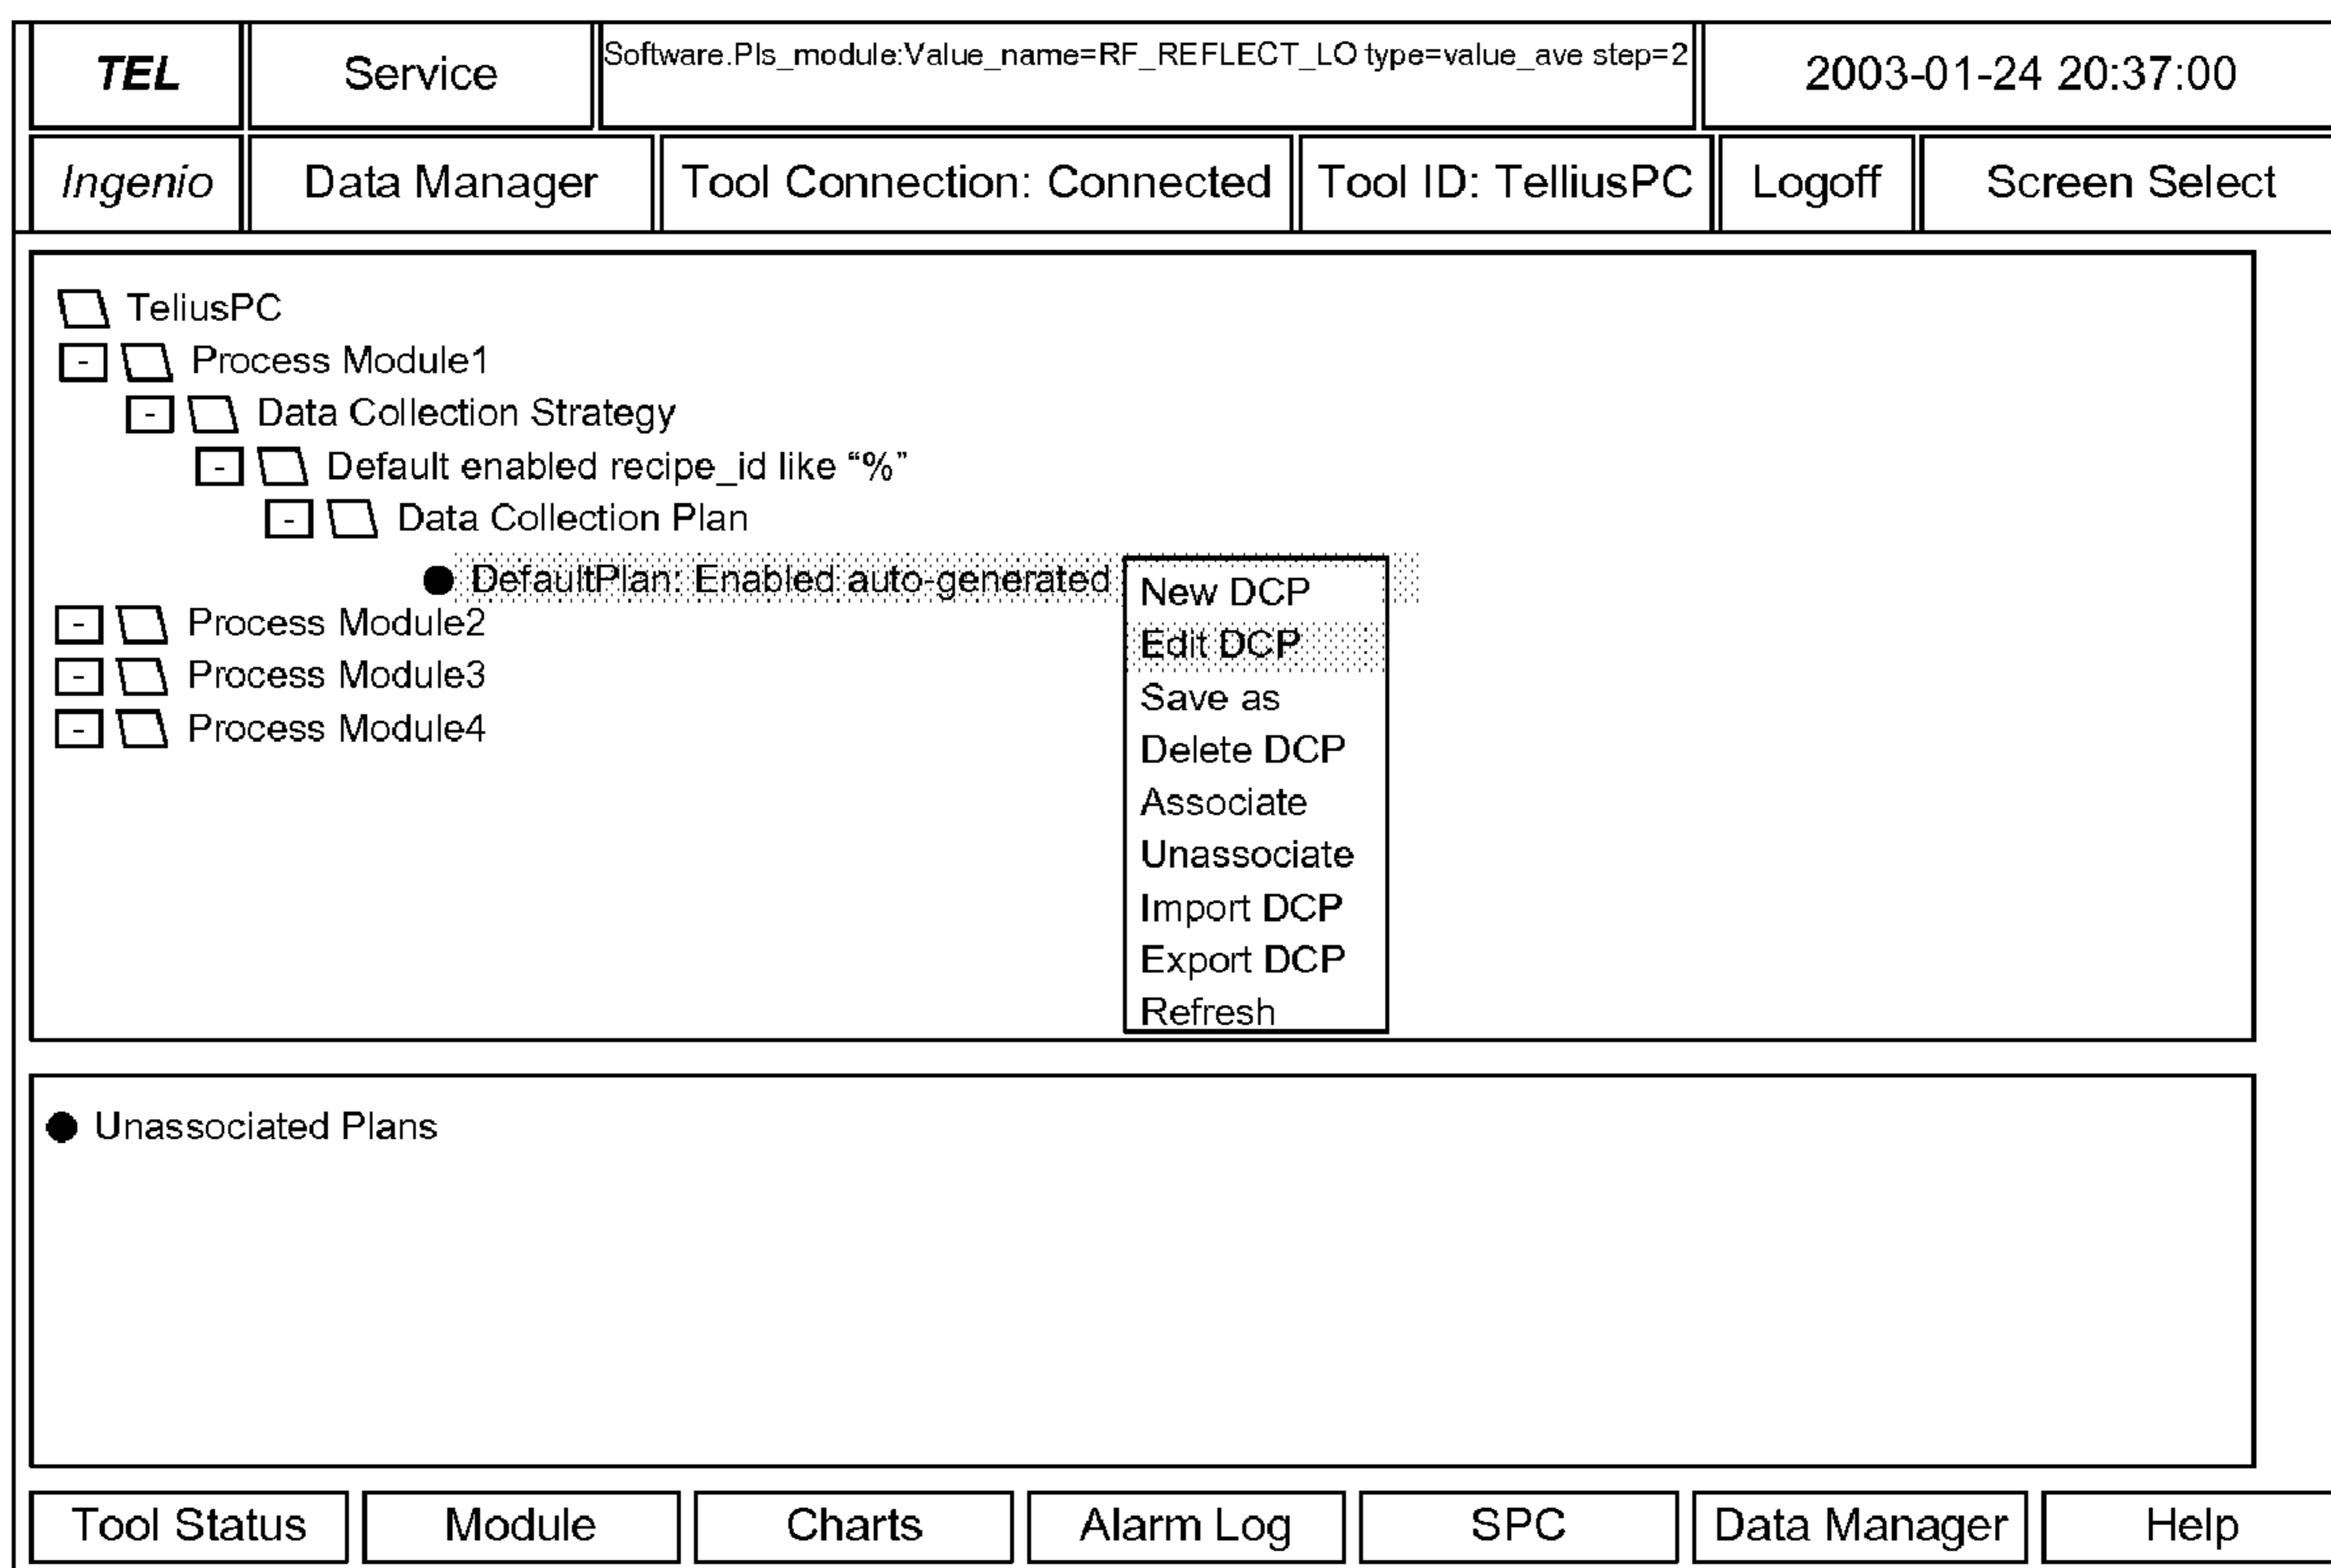 TEL Service Software.Pls_module:Value_name=RF_REFLECT_LO type=value_ave step=2 2003-01-24 20:37:00
Ingenio Data Manager Tool Connection: Connected Tool ID: TelliusPC Logoff Screen Select
TeliusPC
- Process Module1
- Data Collection Strategy
- Default enabled recipe_id like “%”
- Data Collection Plan
DefaultPlan: Enabled auto-generated
- Process Module2
- Process Module3
- Process Module4
New DCP
Edit DCP
Save as
Delete DCP
Associate
Unassociate
Import DCP
Export DCP
Refresh
Unassociated Plans
Tool Status Module Charts Alarm Log SPC Data Manager Help